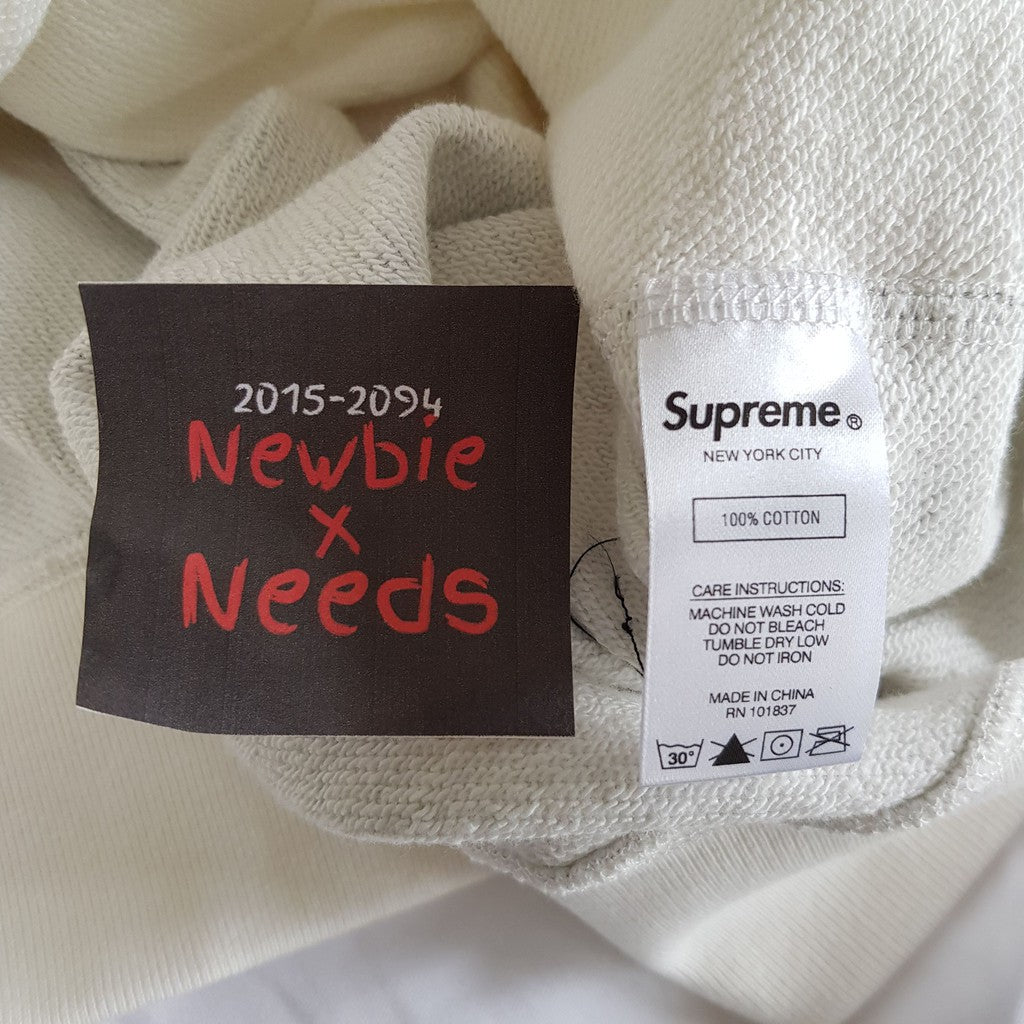 2015-2094
Newbie
x
Needs
Supreme®
NEW YORK CITY
100% COTTON
CARE INSTRUCTIONS:
MACHINE WASH COLD
DO NOT BLEACH
TUMBLE DRY LOW
DO NOT IRON
MADE IN CHINA
RN 101837
30°